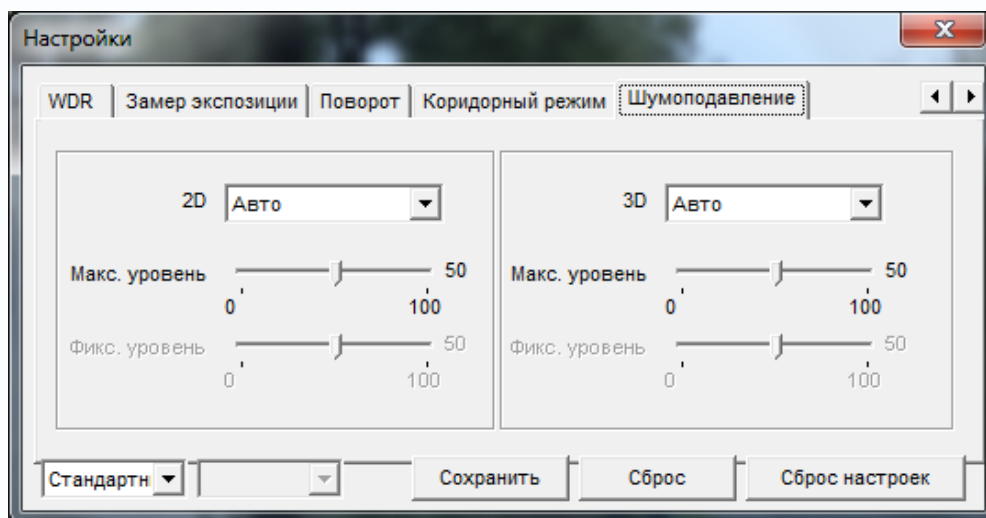 Настройки
WDR Замер экспозиции Поворот Коридорный режим Шумоподавление
2D Авто 3D Авто
Макс. уровень 50 Макс. уровень 50
0 100 0 100
Фикс. уровень 50 Фикс. уровень 50
0 100 0 100
Стандартн Сохранить Сброс Сброс настроек